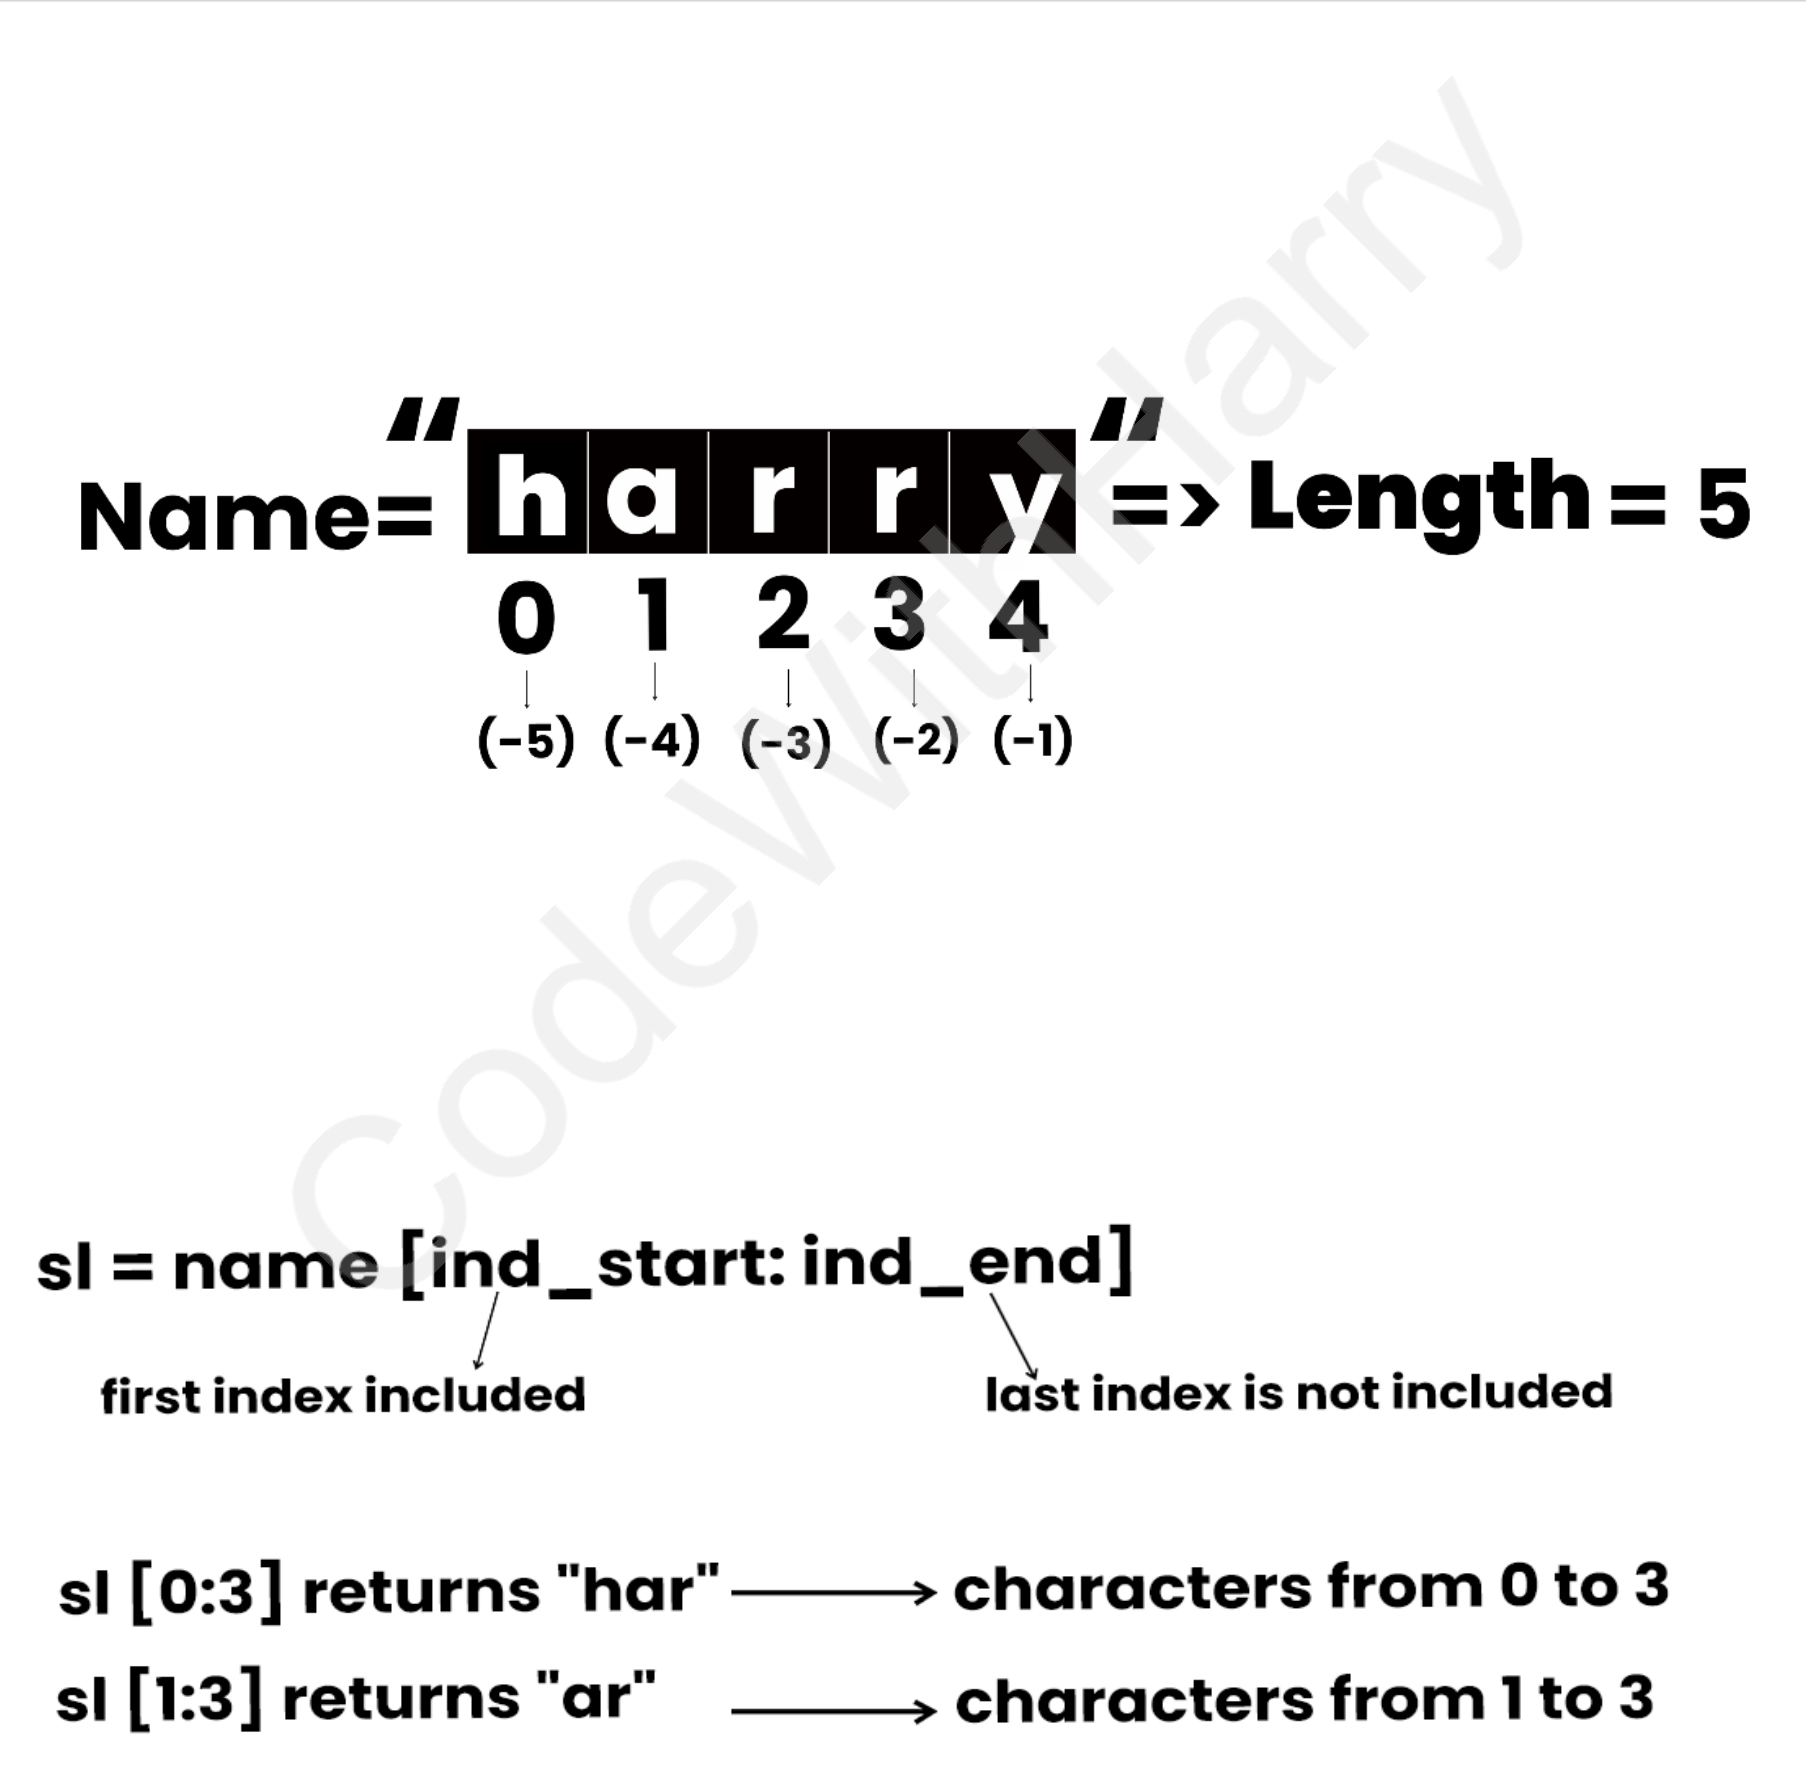 Name= " h a r r y " => Length = 5
0 1 2 3 4
(-5) (-4) (-3) (-2) (-1)
CodeWithHarry
sl = name [ind_start: ind_end]
first index included last index is not included
sl [0:3] returns "har" characters from 0 to 3
sl [1:3] returns "ar" characters from 1 to 3